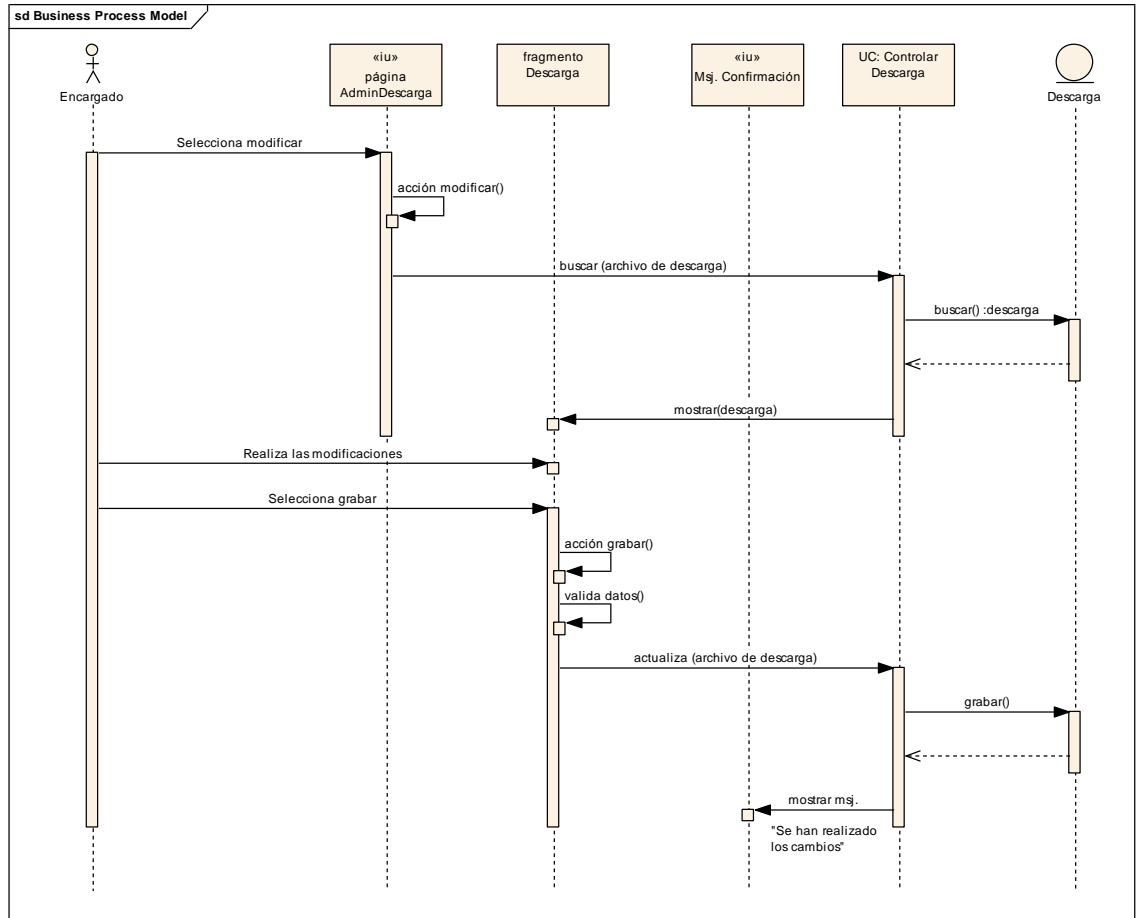 sd Business Process Model
Encargado
«iu»
página
AdminDescarga
fragmento
Descarga
«iu»
Msj. Confirmación
UC: Controlar
Descarga
Descarga
Selecciona modificar
acción modificar()
buscar (archivo de descarga)
buscar() :descarga
mostrar(descarga)
Realiza las modificaciones
Selecciona grabar
acción grabar()
valida datos()
actualiza (archivo de descarga)
grabar()
mostrar msj.
"Se han realizado
los cambios"